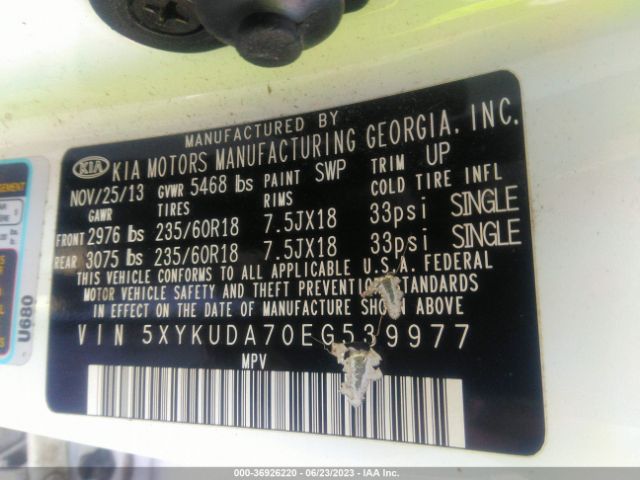 MANUFACTURED BY
KIA KIA MOTORS MANUFACTURING GEORGIA, INC.
NOV/25/13 GVWR 5468 lbs PAINT SWP TRIM UP
GAWR TIRES RIMS COLD TIRE INFL
FRONT 2976 lbs 235/60R18 7.5JX18 33psi SINGLE
REAR 3075 lbs 235/60R18 7.5JX18 33psi SINGLE
THIS VEHICLE CONFORMS TO ALL APPLICABLE U.S.A. FEDERAL
MOTOR VEHICLE SAFETY AND THEFT PREVENTION STANDARDS
IN EFFECT ON THE DATE OF MANUFACTURE SHOWN ABOVE
VIN 5XYKUDA70EG539977
MPV
U680
000-36926220 - 06/23/2023 - IAA Inc.